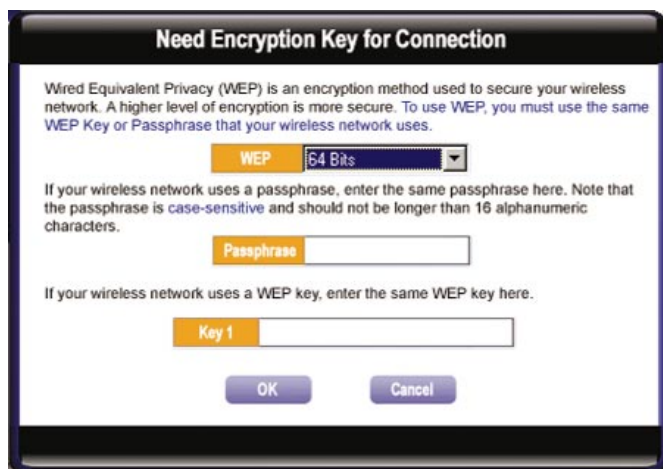 Need Encryption Key for Connection
Wired Equivalent Privacy (WEP) is an encryption method used to secure your wireless
network. A higher level of encryption is more secure. To use WEP, you must use the same
WEP Key or Passphrase that your wireless network uses.
WEP 64 Bits
If your wireless network uses a passphrase, enter the same passphrase here. Note that
the passphrase is case-sensitive and should not be longer than 16 alphanumeric
characters.
Passphrase
If your wireless network uses a WEP key, enter the same WEP key here.
Key 1
OK Cancel